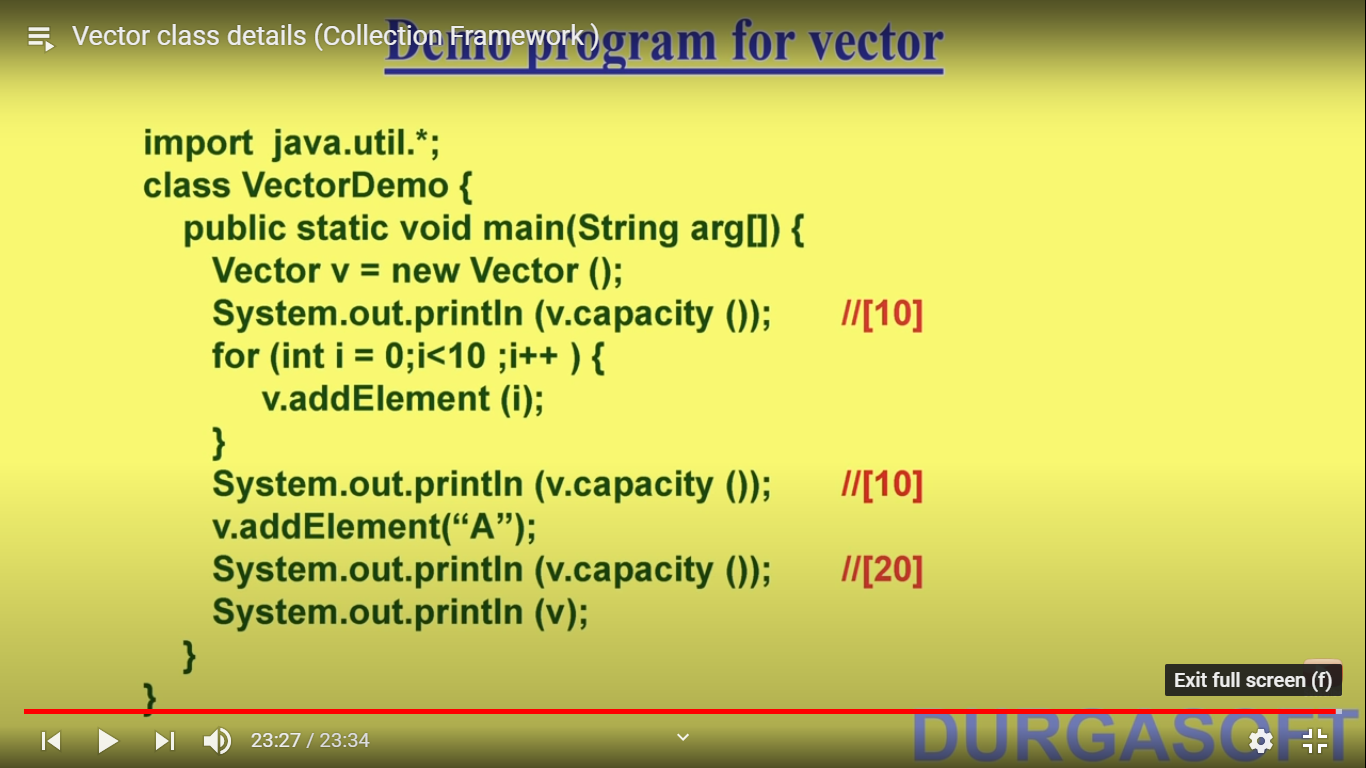 Vector class details (Collection Framework )
Demo program for vector
import java.util.*;
class VectorDemo {
public static void main(String arg[]) {
Vector v = new Vector ();
System.out.println (v.capacity ()); //[10]
for (int i = 0;i<10 ;i++ ) {
v.addElement (i);
}
System.out.println (v.capacity ()); //[10]
v.addElement(“A”);
System.out.println (v.capacity ()); //[20]
System.out.println (v);
}
}
Exit full screen (f)
23:27 / 23:34
DURGASOFT